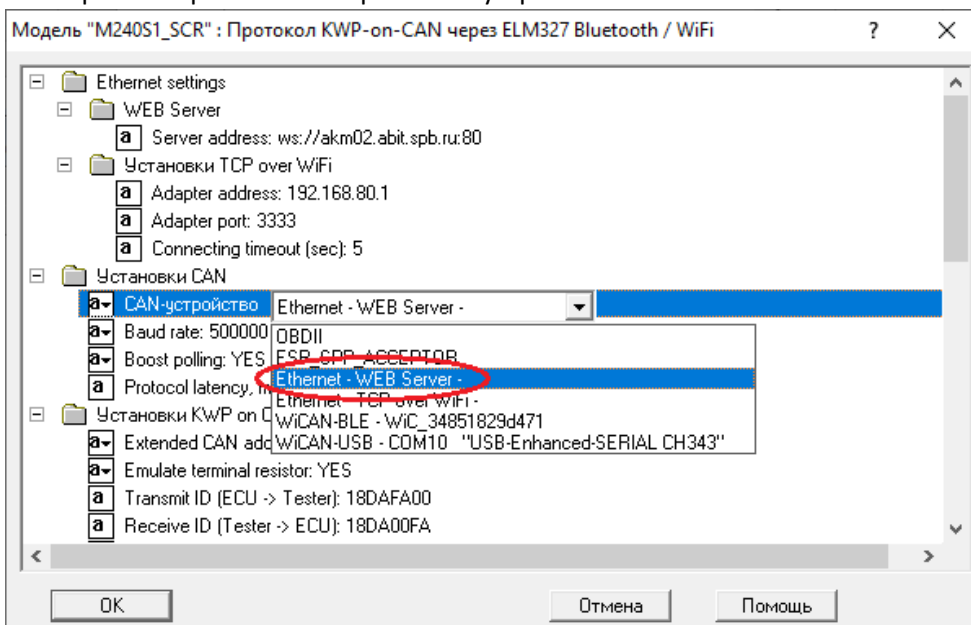 Модель "M240S1_SCR" : Протокол KWP-on-CAN через ELM327 Bluetooth / WiFi ? ×
Ethernet settings
WEB Server
a Server address: ws://akm02.abit.spb.ru:80
Установки TCP over WiFi
a Adapter address: 192.168.80.1
a Adapter port: 3333
a Connecting timeout (sec): 5
Установки CAN
a CAN-устройство Ethernet - WEB Server -
a Baud rate: 500000
OBDII
a Boost polling: YES
ESP_SPP_ACCEPTOR
Ethernet - WEB Server -
a Protocol latency,
Ethernet - TCP over WiFi -
Установки KWP on
WiCAN-BLE - WiC_34851829d471
a Extended CAN
WiCAN-USB - COM10 "USB-Enhanced-SERIAL CH343"
a Emulate terminal resistor: YES
a Transmit ID (ECU -> Tester): 18DAFA00
a Receive ID (Tester -> ECU): 18DA00FA
OK
Отмена
Помощь